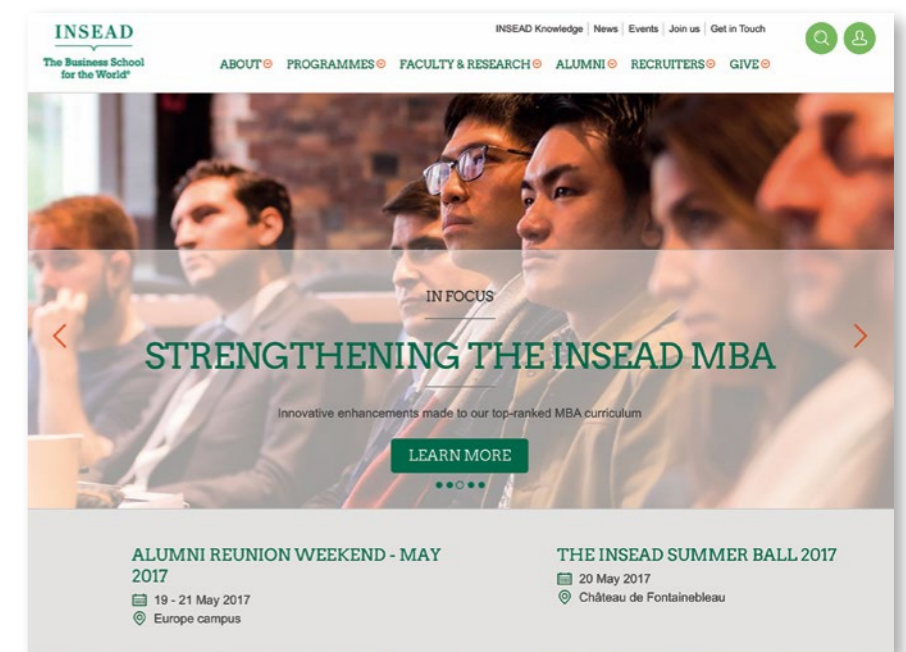 INSEAD
The Business School
for the World®
INSEAD Knowledge News Events Join us Get in Touch
ABOUT PROGRAMMES FACULTY & RESEARCH ALUMNI RECRUITERS GIVE
IN FOCUS
STRENGTHENING THE INSEAD MBA
Innovative enhancements made to our top-ranked MBA curriculum
LEARN MORE
ALUMNI REUNION WEEKEND - MAY
2017
19 - 21 May 2017
Europe campus
THE INSEAD SUMMER BALL 2017
20 May 2017
Château de Fontainebleau